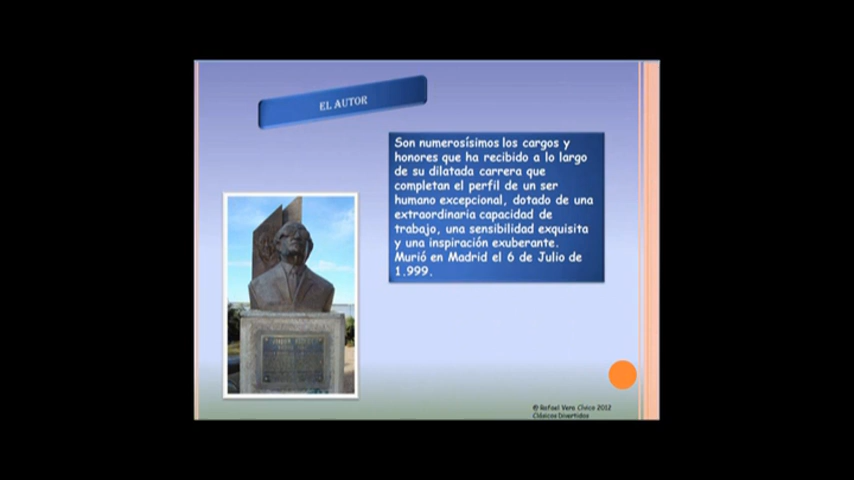 EL AUTOR
Son numerosísimos los cargos y
honores que ha recibido a lo largo
de su dilatada carrera que
completan el perfil de un ser
humano excepcional, dotado de una
extraordinaria capacidad de
trabajo, una sensibilidad exquisita
y una inspiración exuberante.
Murió en Madrid el 6 de Julio de
1.999.
© Rafael Vera Chica 2012
Clásicos Divertidos